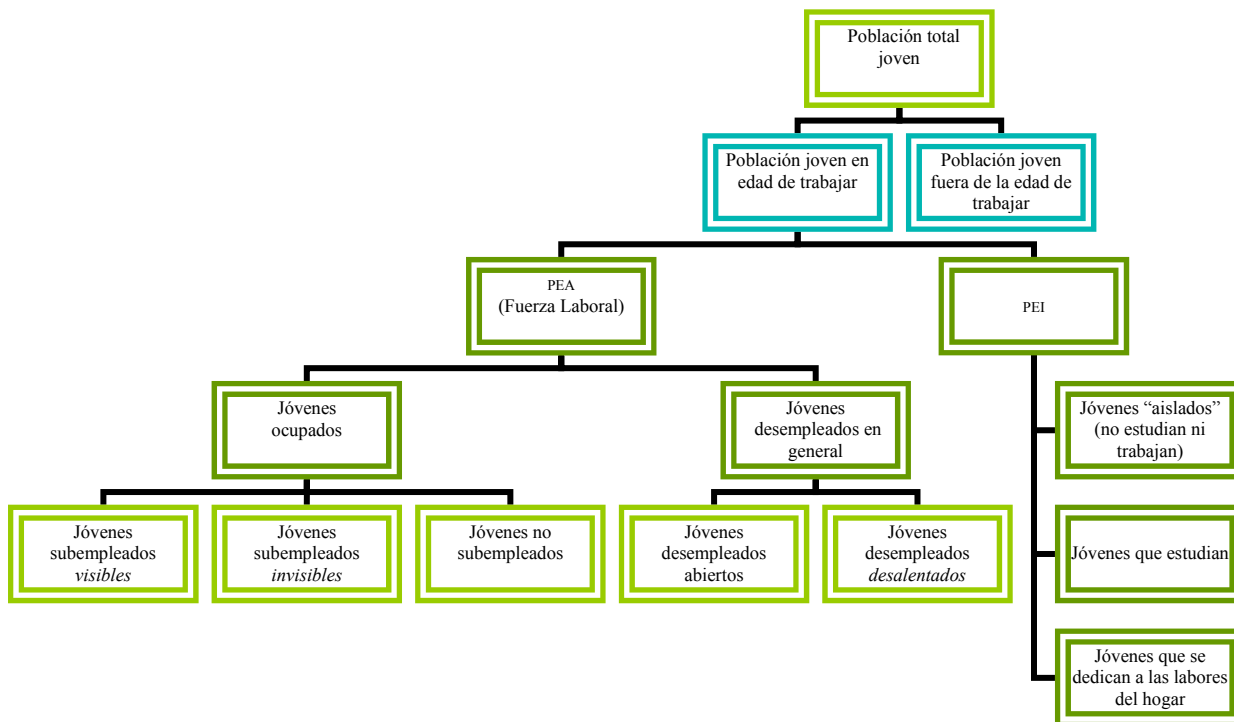 Población total
joven
Población joven en
edad de trabajar
Población joven
fuera de la edad de
trabajar
PEA
(Fuerza Laboral)
PEI
Jóvenes
ocupados
Jóvenes
desempleados en
general
Jóvenes “aislados”
(no estudian ni
trabajan)
Jóvenes
subempleados
visibles
Jóvenes
subempleados
invisibles
Jóvenes no
subempleados
Jóvenes
desempleados
abiertos
Jóvenes
desempleados
desalentados
Jóvenes que estudian
Jóvenes que se
dedican a las labores
del hogar